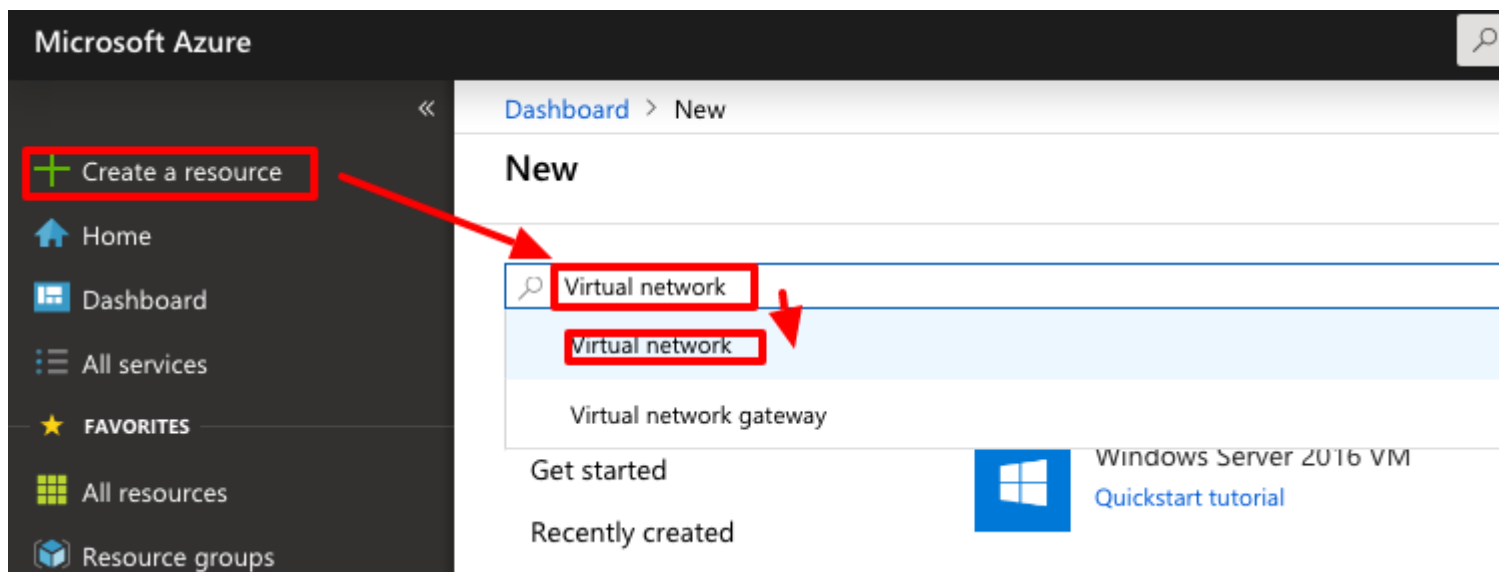 Microsoft Azure
«
Dashboard > New
Create a resource
New
Home
Virtual network
Dashboard
Virtual network
All services
Virtual network gateway
FAVORITES
Get started
Windows Server 2016 VM
All resources
Quickstart tutorial
Recently created
Resource groups